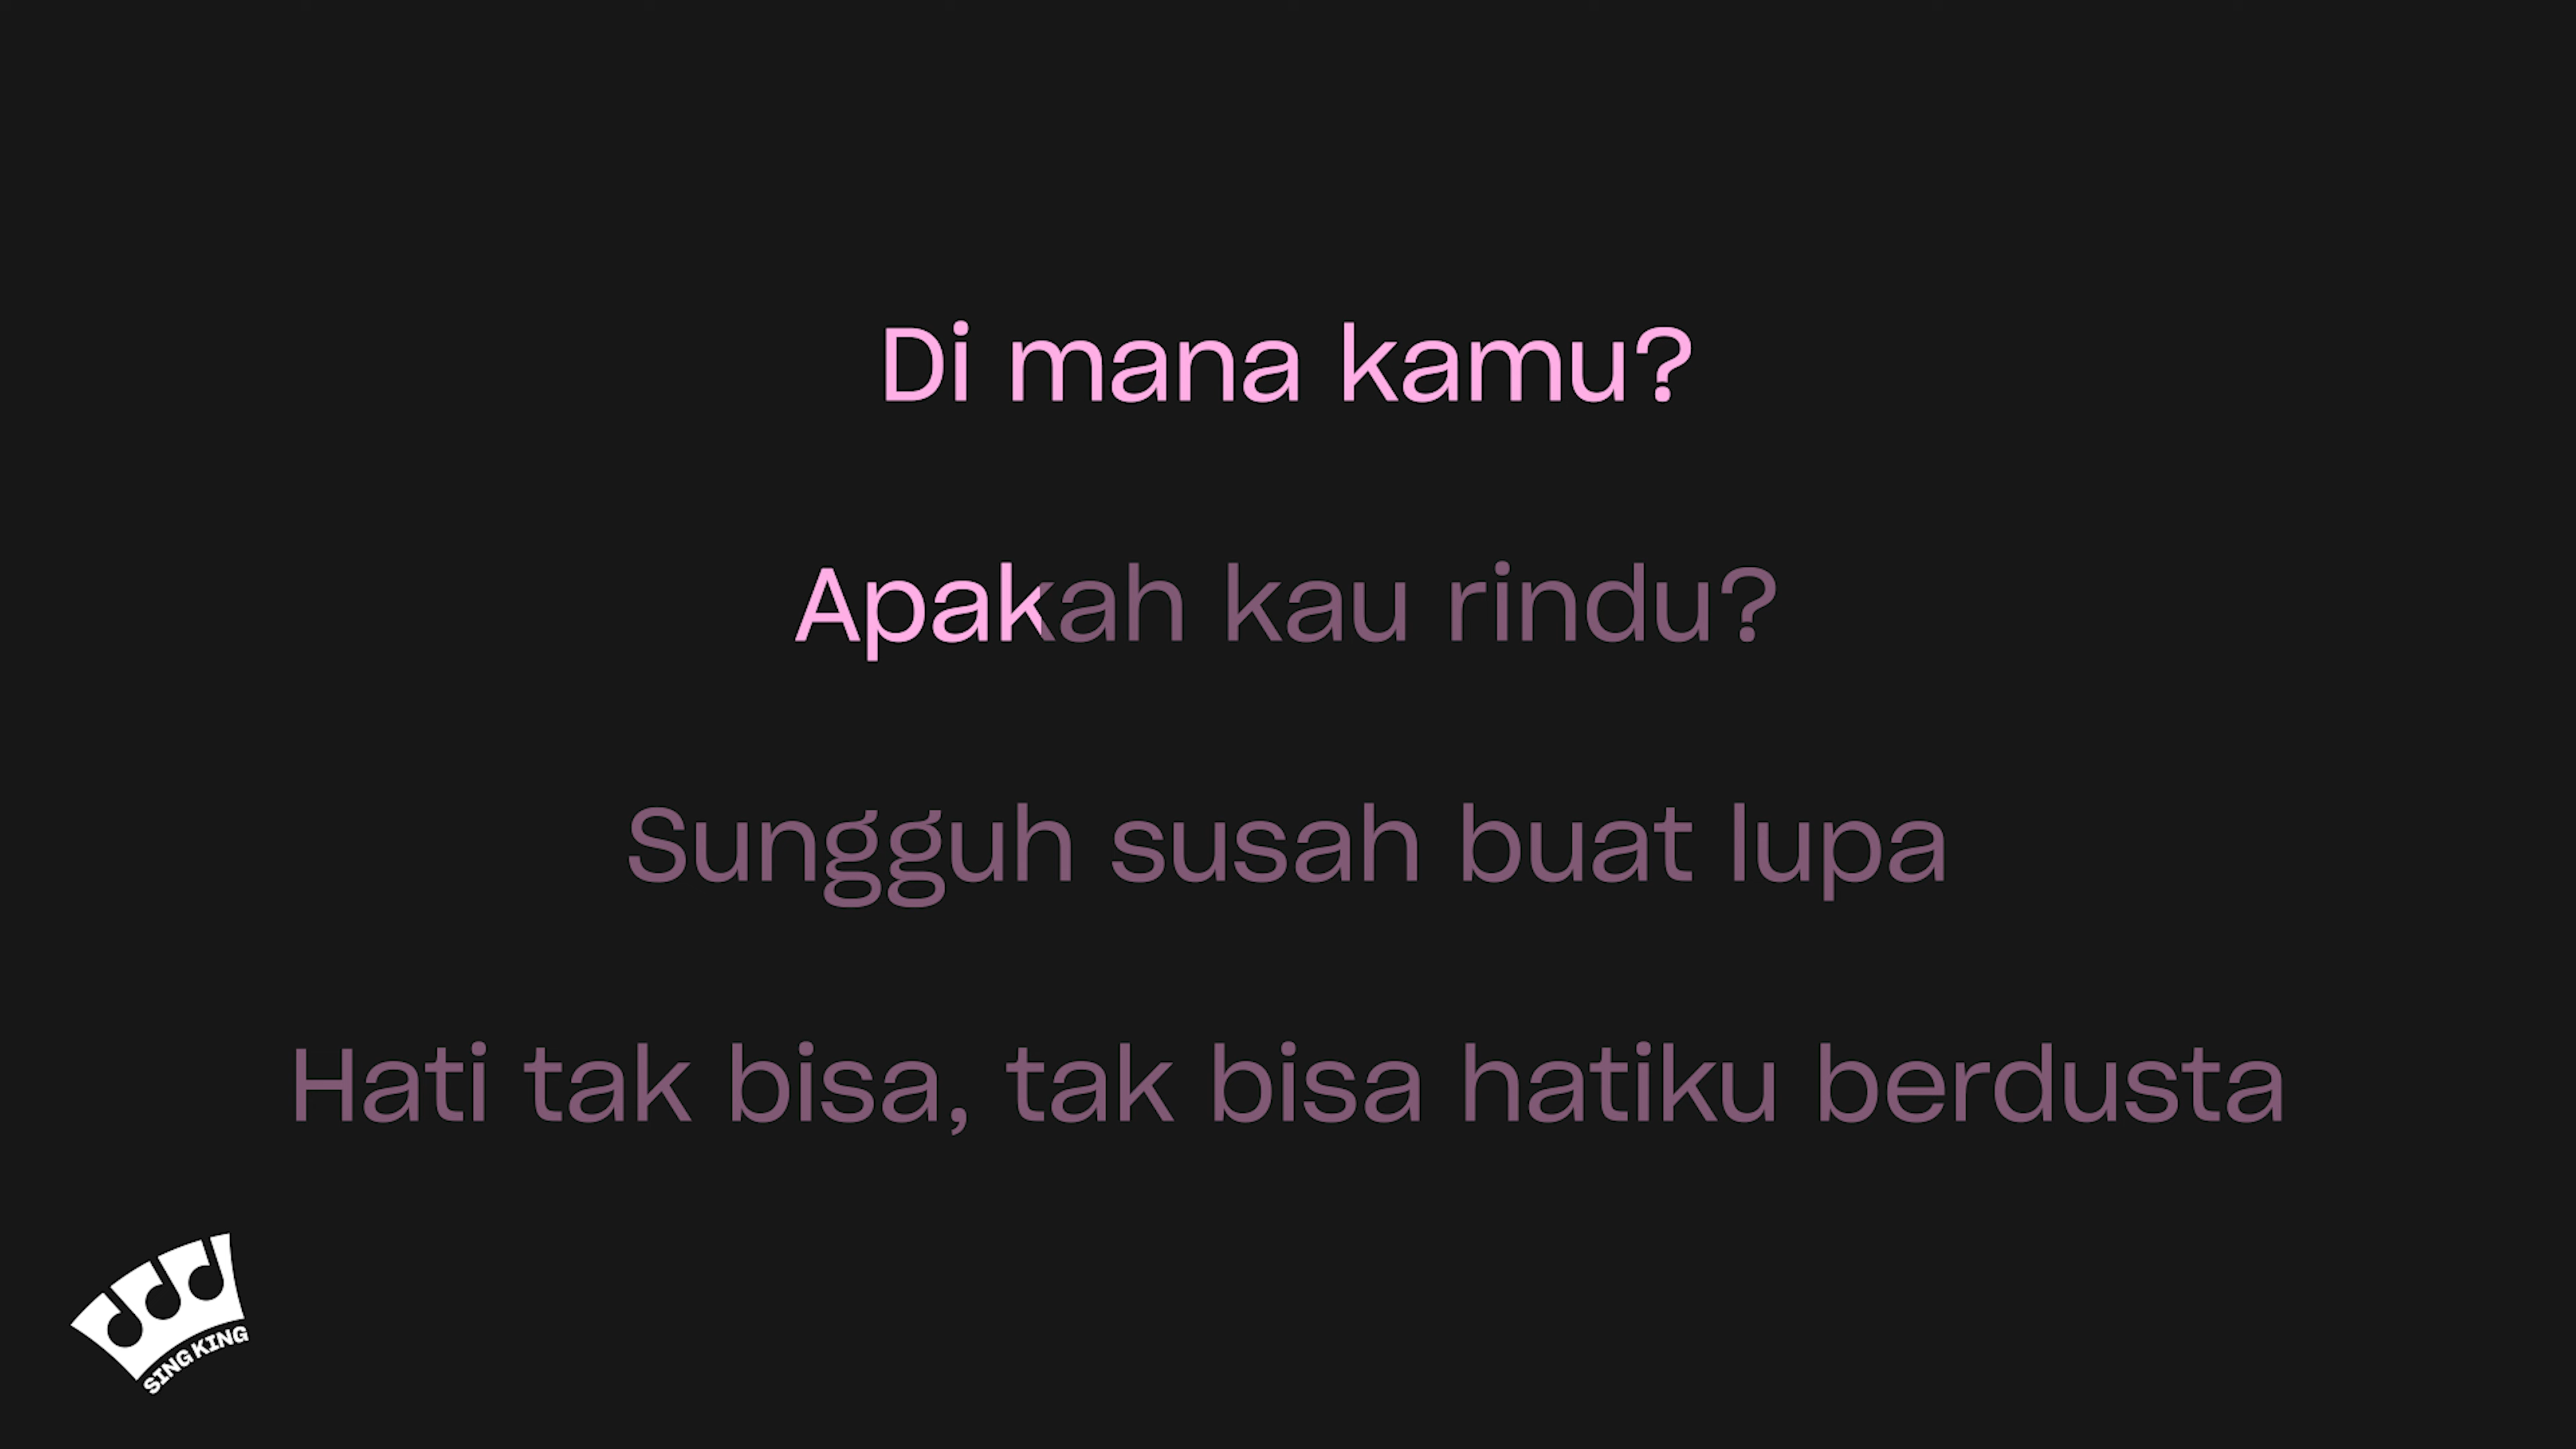 Di mana kamu?
Apakah kau rindu?
Sungguh susah buat lupa
Hati tak bisa, tak bisa hatiku berdusta
SING KING